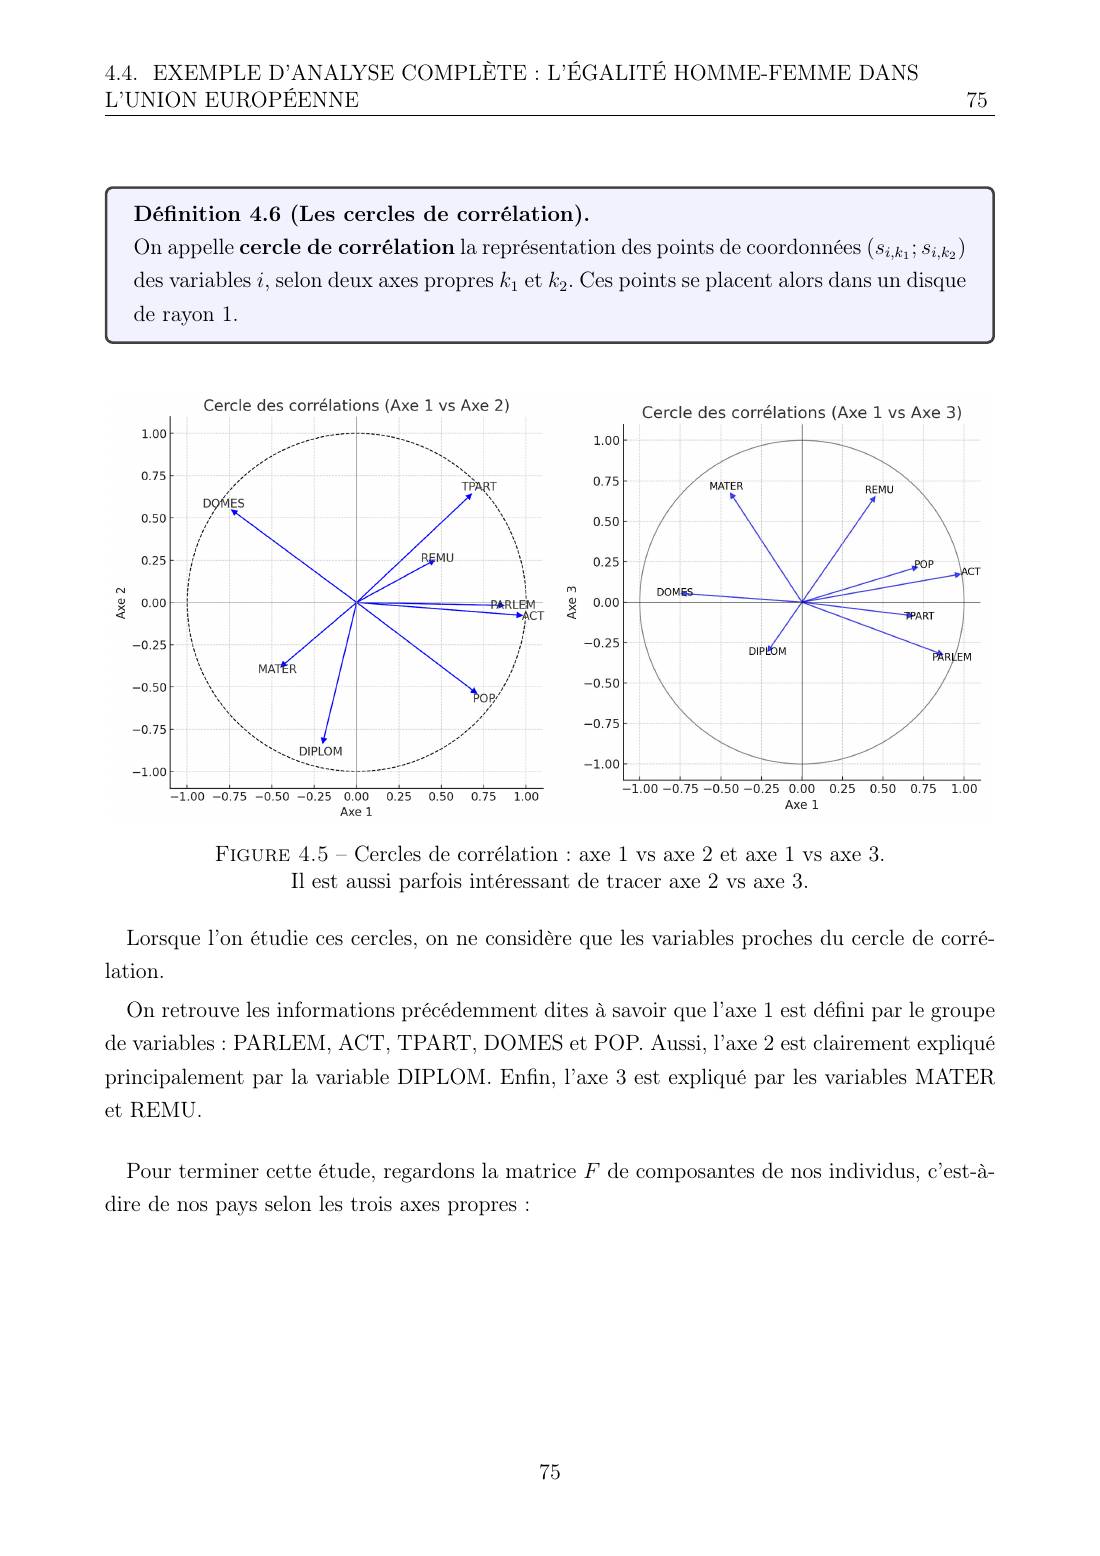 4.4. EXEMPLE D'ANALYSE COMPLÈTE : L'ÉGALITÉ HOMME-FEMME DANS
L'UNION EUROPÉENNE 75
Définition 4.6 (Les cercles de corrélation).
On appelle cercle de corrélation la représentation des points de coordonnées (s_{i,k_1}; s_{i,k_2})
des variables i, selon deux axes propres k_1 et k_2. Ces points se placent alors dans un disque
de rayon 1.
Cercle des corrélations (Axe 1 vs Axe 2)
1.00
0.75
0.50
0.25
0.00
−0.25
−0.50
−0.75
−1.00
Axe 2
TPART
DOMES
REMU
PARLEM
ACT
MATER
POP
DIPLOM
−1.00 −0.75 −0.50 −0.25 0.00 0.25 0.50 0.75 1.00
Axe 1
Cercle des corrélations (Axe 1 vs Axe 3)
1.00
0.75
0.50
0.25
0.00
−0.25
−0.50
−0.75
−1.00
Axe 3
MATER
REMU
POP
ACT
DOMES
TPART
DIPLOM
PARLEM
−1.00 −0.75 −0.50 −0.25 0.00 0.25 0.50 0.75 1.00
Axe 1
FIGURE 4.5 – Cercles de corrélation : axe 1 vs axe 2 et axe 1 vs axe 3.
Il est aussi parfois intéressant de tracer axe 2 vs axe 3.
Lorsque l'on étudie ces cercles, on ne considère que les variables proches du cercle de corré-
lation.
On retrouve les informations précédemment dites à savoir que l'axe 1 est défini par le groupe
de variables : PARLEM, ACT, TPART, DOMES et POP. Aussi, l'axe 2 est clairement expliqué
principalement par la variable DIPLOM. Enfin, l'axe 3 est expliqué par les variables MATER
et REMU.
Pour terminer cette étude, regardons la matrice F de composantes de nos individus, c'est-à-
dire de nos pays selon les trois axes propres :
75